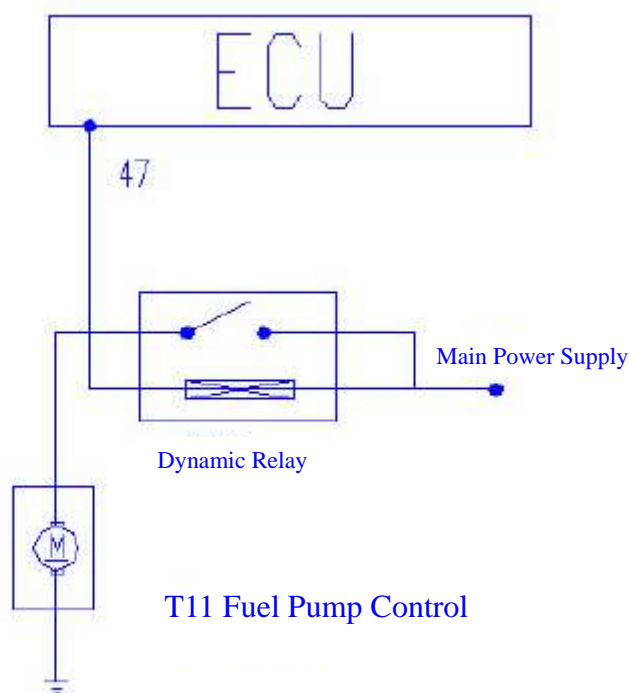 ECU
47
Main Power Supply
Dynamic Relay
M
T11 Fuel Pump Control